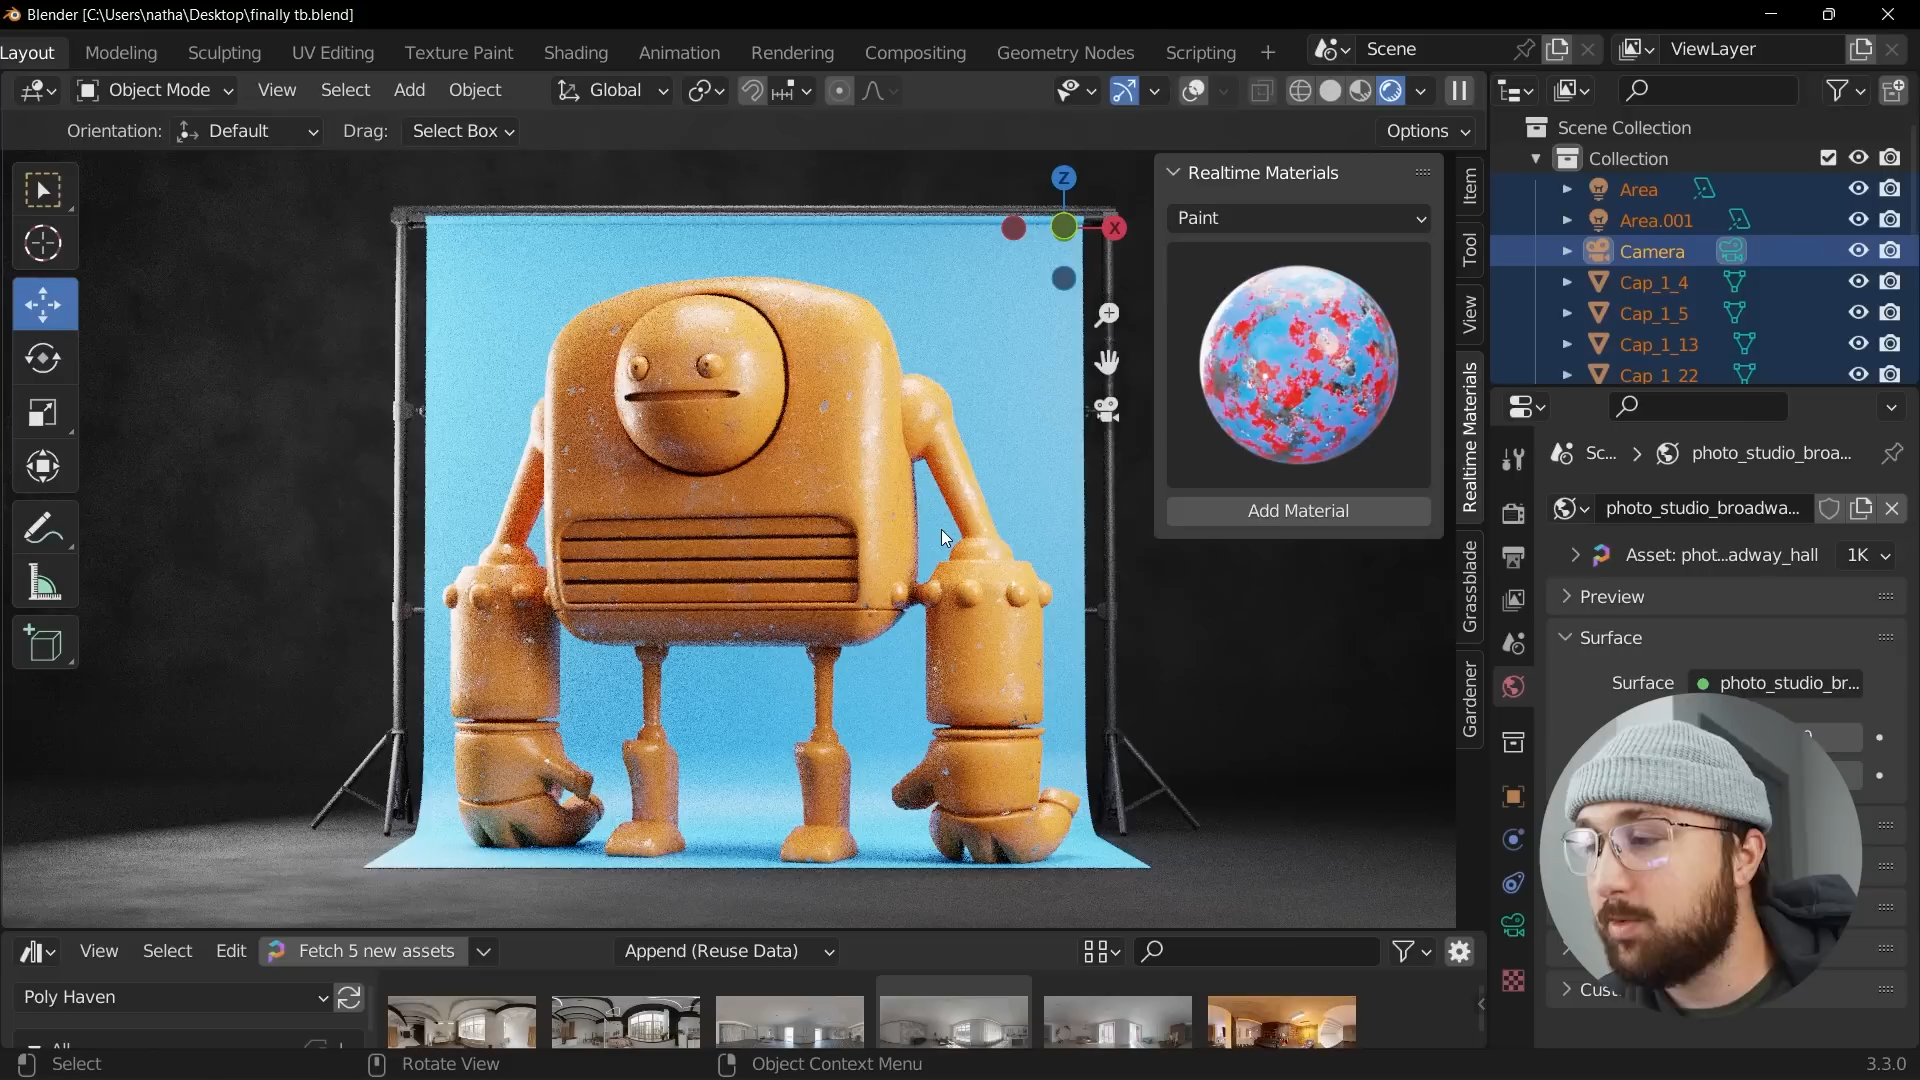 Blender [C:\Users\natha\Desktop\finally tb.blend]
Layout Modeling Sculpting UV Editing Texture Paint Shading Animation Rendering Compositing Geometry Nodes Scripting + Scene ViewLayer
Object Mode View Select Add Object Global
Orientation: Default Drag: Select Box Options
Z
X
Realtime Materials
Paint
Add Material
Item
Tool
View
Realtime Materials
Grassblade
Gardener
Scene Collection
Collection
Area
Area.001
Camera
Cap_1_4
Cap_1_5
Cap_1_13
Cap_1_22
Sc... > photo_studio_broa...
photo_studio_broadwa...
Asset: phot...adway_hall 1K
Preview
Surface
Surface photo_studio_br...
View Select Edit Fetch 5 new assets Append (Reuse Data)
Poly Haven
Select Rotate View Object Context Menu 3.3.0